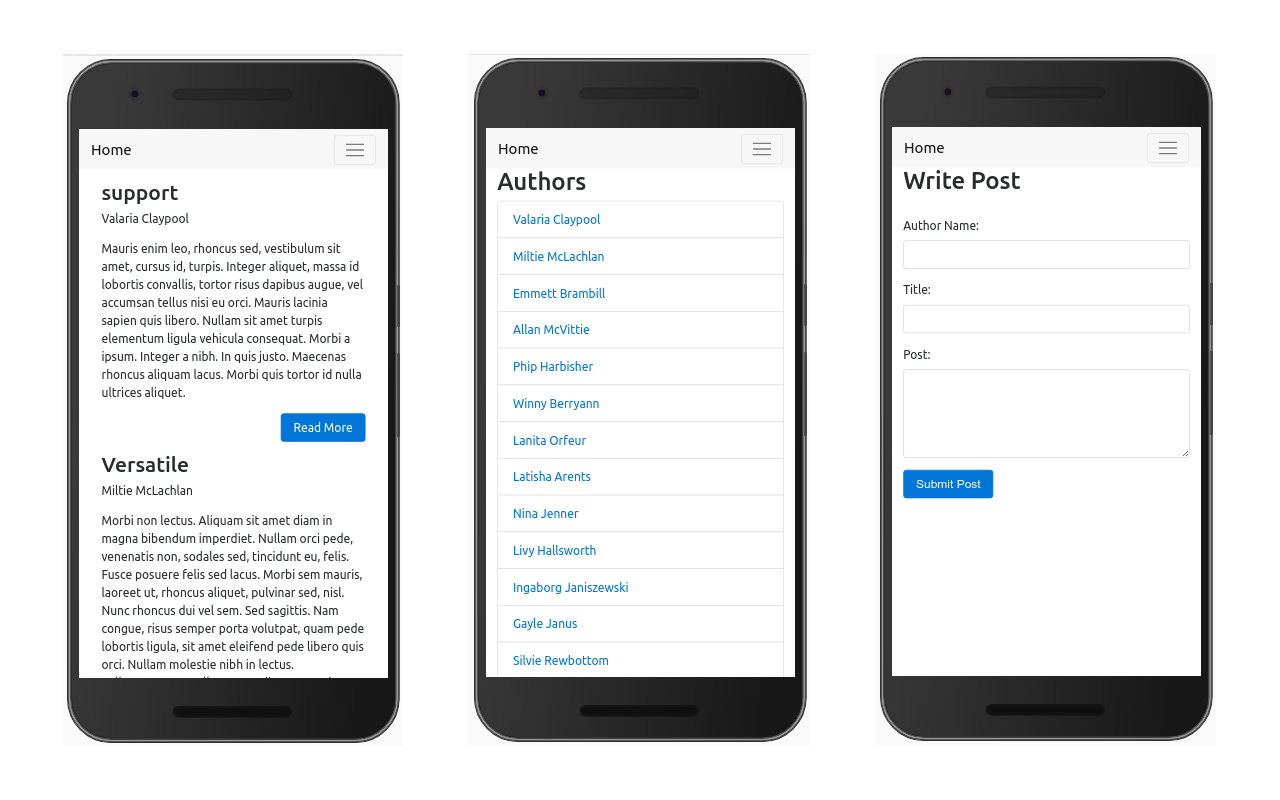 Home
support
Valaria Claypool
Mauris enim leo, rhoncus sed, vestibulum sit
amet, cursus id, turpis. Integer aliquet, massa id
lobortis convallis, tortor risus dapibus augue, vel
accumsan tellus nisi eu orci. Mauris lacinia
sapien quis libero. Nullam sit amet turpis
elementum ligula vehicula consequat. Morbi a
ipsum. Integer a nibh. In quis justo. Maecenas
rhoncus aliquam lacus. Morbi quis tortor id nulla
ultrices aliquet.
Read More
Versatile
Miltie McLachlan
Morbi non lectus. Aliquam sit amet diam in
magna bibendum imperdiet. Nullam orci pede,
venenatis non, sodales sed, tincidunt eu, felis.
Fusce posuere felis sed lacus. Morbi sem mauris,
laoreet ut, rhoncus aliquet, pulvinar sed, nisl.
Nunc rhoncus dui vel sem. Sed sagittis. Nam
congue, risus semper porta volutpat, quam pede
lobortis ligula, sit amet eleifend pede libero quis
orci. Nullam molestie nibh in lectus.
Home
Authors
Valaria Claypool
Miltie McLachlan
Emmett Brambill
Allan McVittie
Phip Harbisher
Winny Berryann
Lanita Orfeur
Latisha Arents
Nina Jenner
Livy Hallsworth
Ingaborg Janiszewski
Gayle Janus
Silvie Rewbottom
Home
Write Post
Author Name:
Title:
Post:
Submit Post